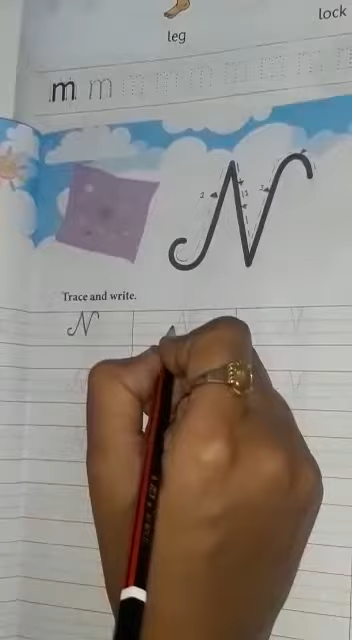 leg
lock
m m m m m m m m m
N
Trace and write.
N